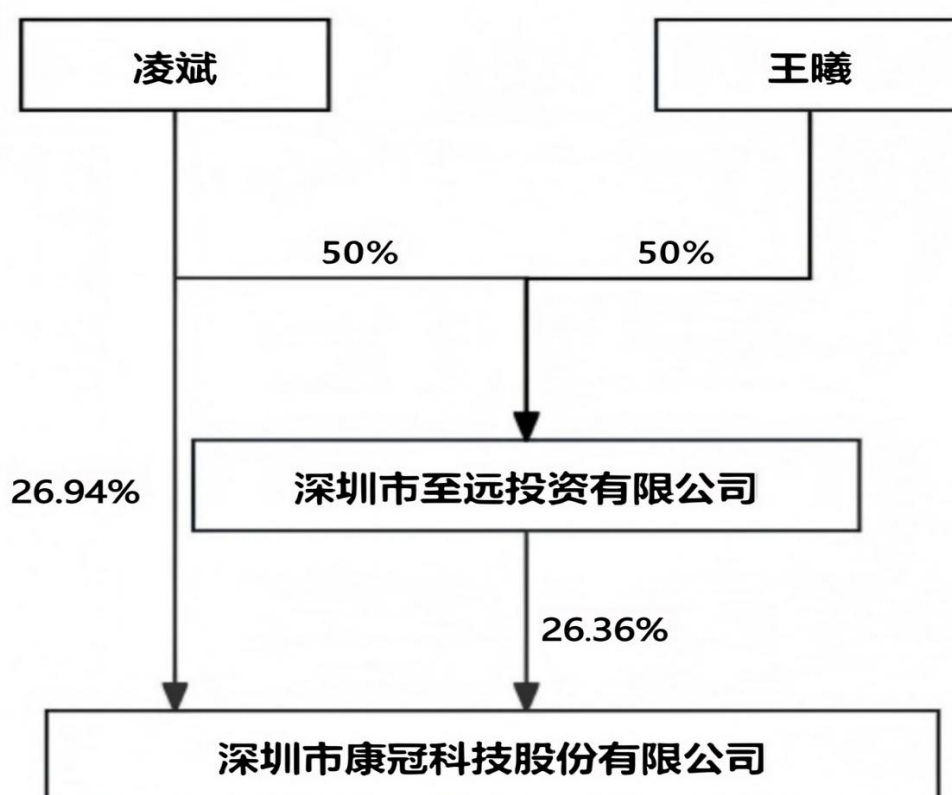 凌斌
王曦
50%
50%
26.94%
深圳市至远投资有限公司
26.36%
深圳市康冠科技股份有限公司